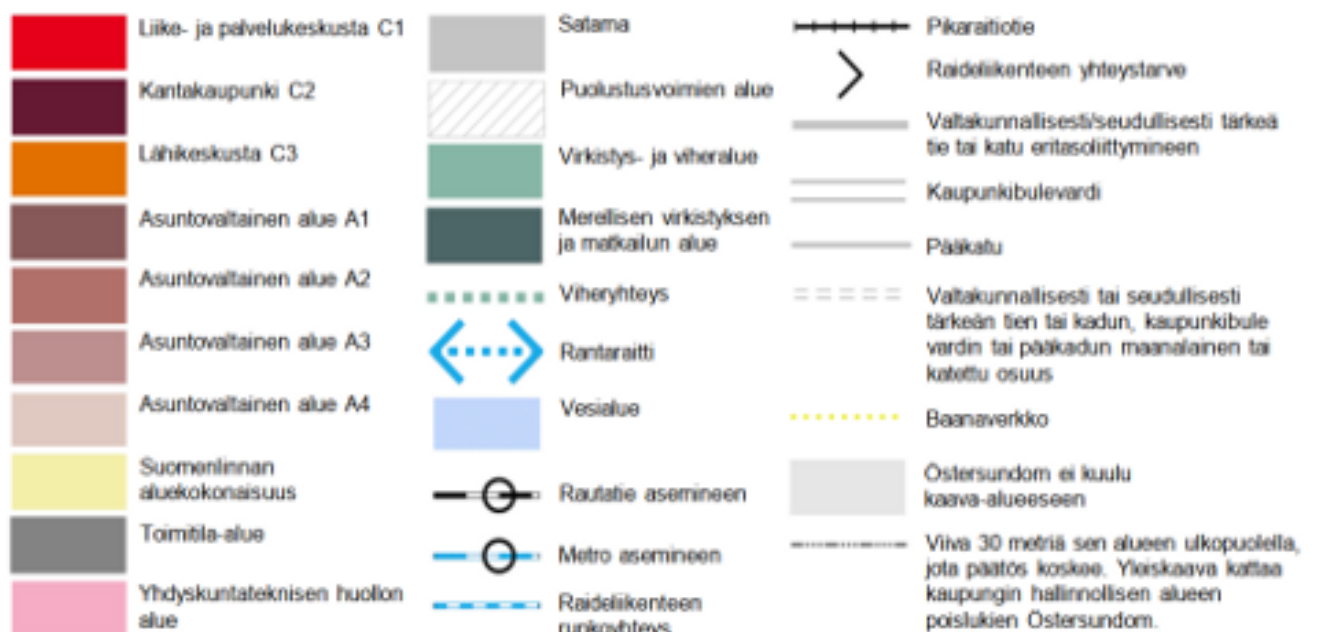 Liike- ja palvelukeskusta C1
Kantakaupunki C2
Lähikeskusta C3
Asuntovaltainen alue A1
Asuntovaltainen alue A2
Asuntovaltainen alue A3
Asuntovaltainen alue A4
Suomenlinnan
aluekokonaisuus
Toimitila-alue
Yhdyskuntateknisen huollon
alue
Satama
Puolustusvoimien alue
Virkistys- ja viheralue
Merellisen virkistyksen
ja matkailun alue
Viheryhteys
Rantaraitti
Vesialue
Rautatie asemineen
Metro asemineen
Raideliikenteen
runkoyhteys
Pikaraitiotie
Raideliikenteen yhteystarve
Valtakunnallisesti/seudullisesti tärkeä
tie tai katu eritasoliittymineen
Kaupunkibulevardi
Pääkatu
Valtakunnallisesti tai seudullisesti
tärkeän tien tai kadun, kaupunkibule
vardin tai pääkadun maanalainen tai
katettu osuus
Baanaverkko
Östersundom ei kuulu
kaava-alueeseen
Viiva 30 metriä sen alueen ulkopuolella,
jota päätös koskee. Yleiskaava kattaa
kaupungin hallinnollisen alueen
poislukien Östersundom.